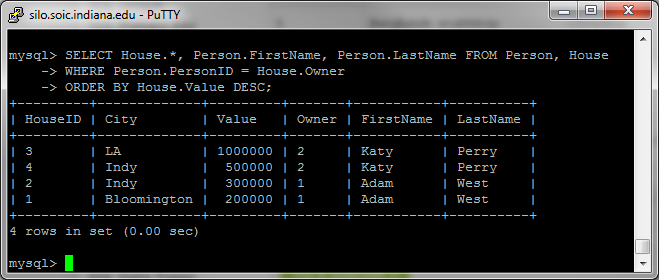 silo.soic.indiana.edu - PuTTY
mysql> SELECT House.*, Person.FirstName, Person.LastName FROM Person, House
    -> WHERE Person.PersonID = House.Owner
    -> ORDER BY House.Value DESC;
+---------+-------------+---------+-------+-----------+----------+
| HouseID | City        | Value   | Owner | FirstName | LastName |
+---------+-------------+---------+-------+-----------+----------+
| 3       | LA          | 1000000 | 2     | Katy      | Perry    |
| 4       | Indy        |  500000 | 2     | Katy      | Perry    |
| 2       | Indy        |  300000 | 1     | Adam      | West     |
| 1       | Bloomington |  200000 | 1     | Adam      | West     |
+---------+-------------+---------+-------+-----------+----------+
4 rows in set (0.00 sec)
mysql>